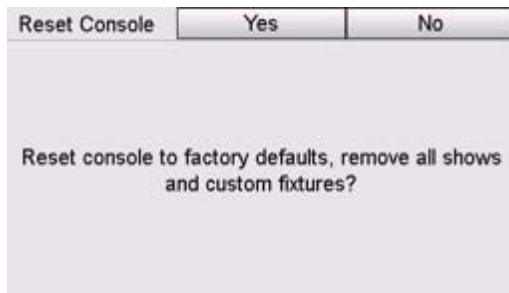 Reset Console Yes No
Reset console to factory defaults, remove all shows
and custom fixtures?